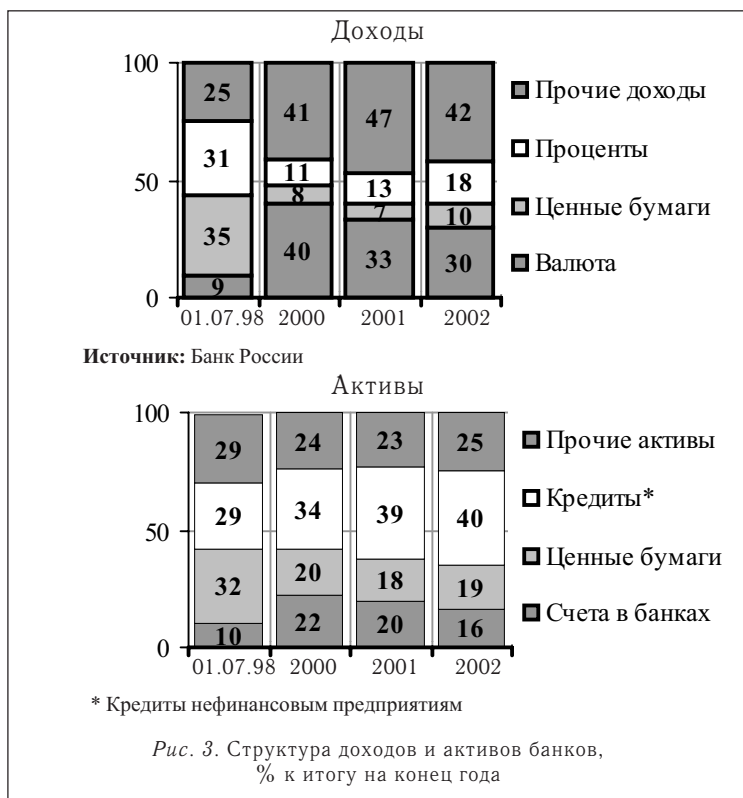 Доходы
100
50
0
25
31
35
9
41
11
8
40
47
13
7
33
42
18
10
30
01.07.98 2000 2001 2002
Прочие доходы
Проценты
Ценные бумаги
Валюта
Источник: Банк России
Активы
100
50
0
29
29
32
10
24
34
20
22
23
39
18
20
25
40
19
16
01.07.98 2000 2001 2002
Прочие активы
Кредиты*
Ценные бумаги
Счета в банках
* Кредиты нефинансовым предприятиям
Рис. 3. Структура доходов и активов банков,
% к итогу на конец года